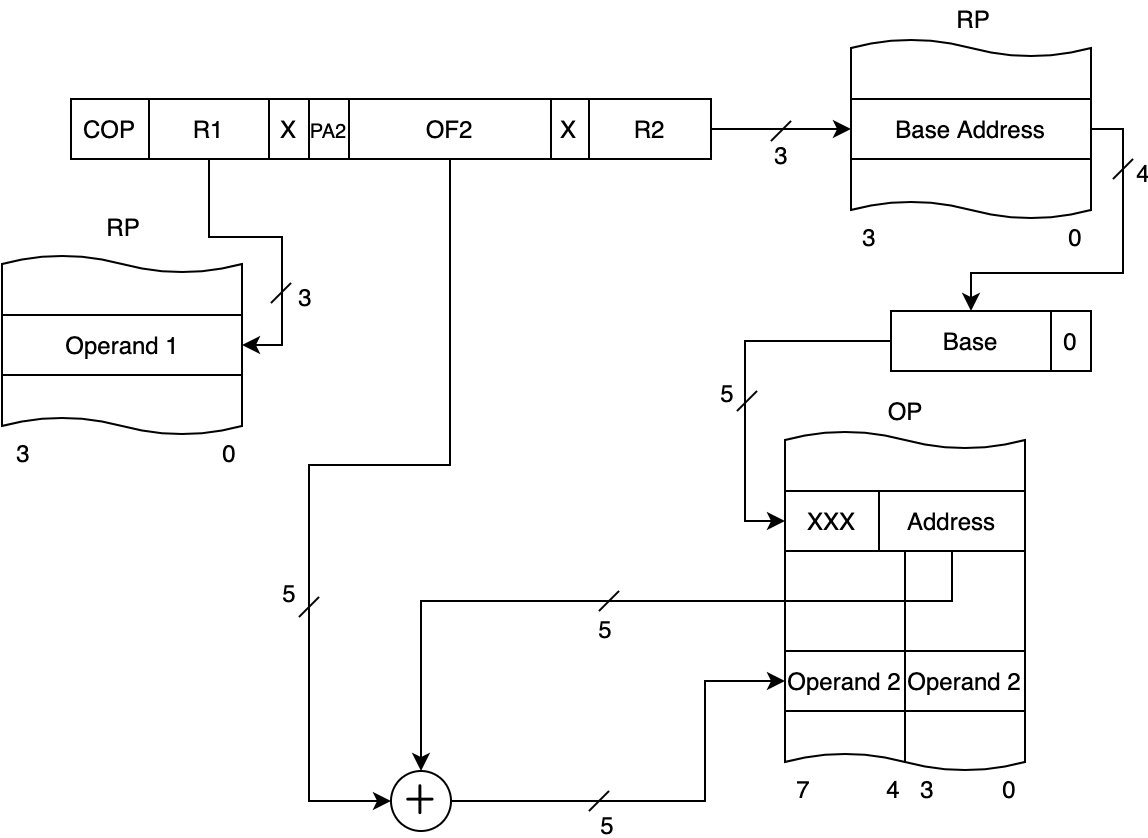 RP
COP R1 X PA2 OF2 X R2
3
Base Address
4
3 0
RP
3
Operand 1
3 0
Base 0
5
OP
XXX Address
5
5
Operand 2 Operand 2
7 4 3 0
+
5